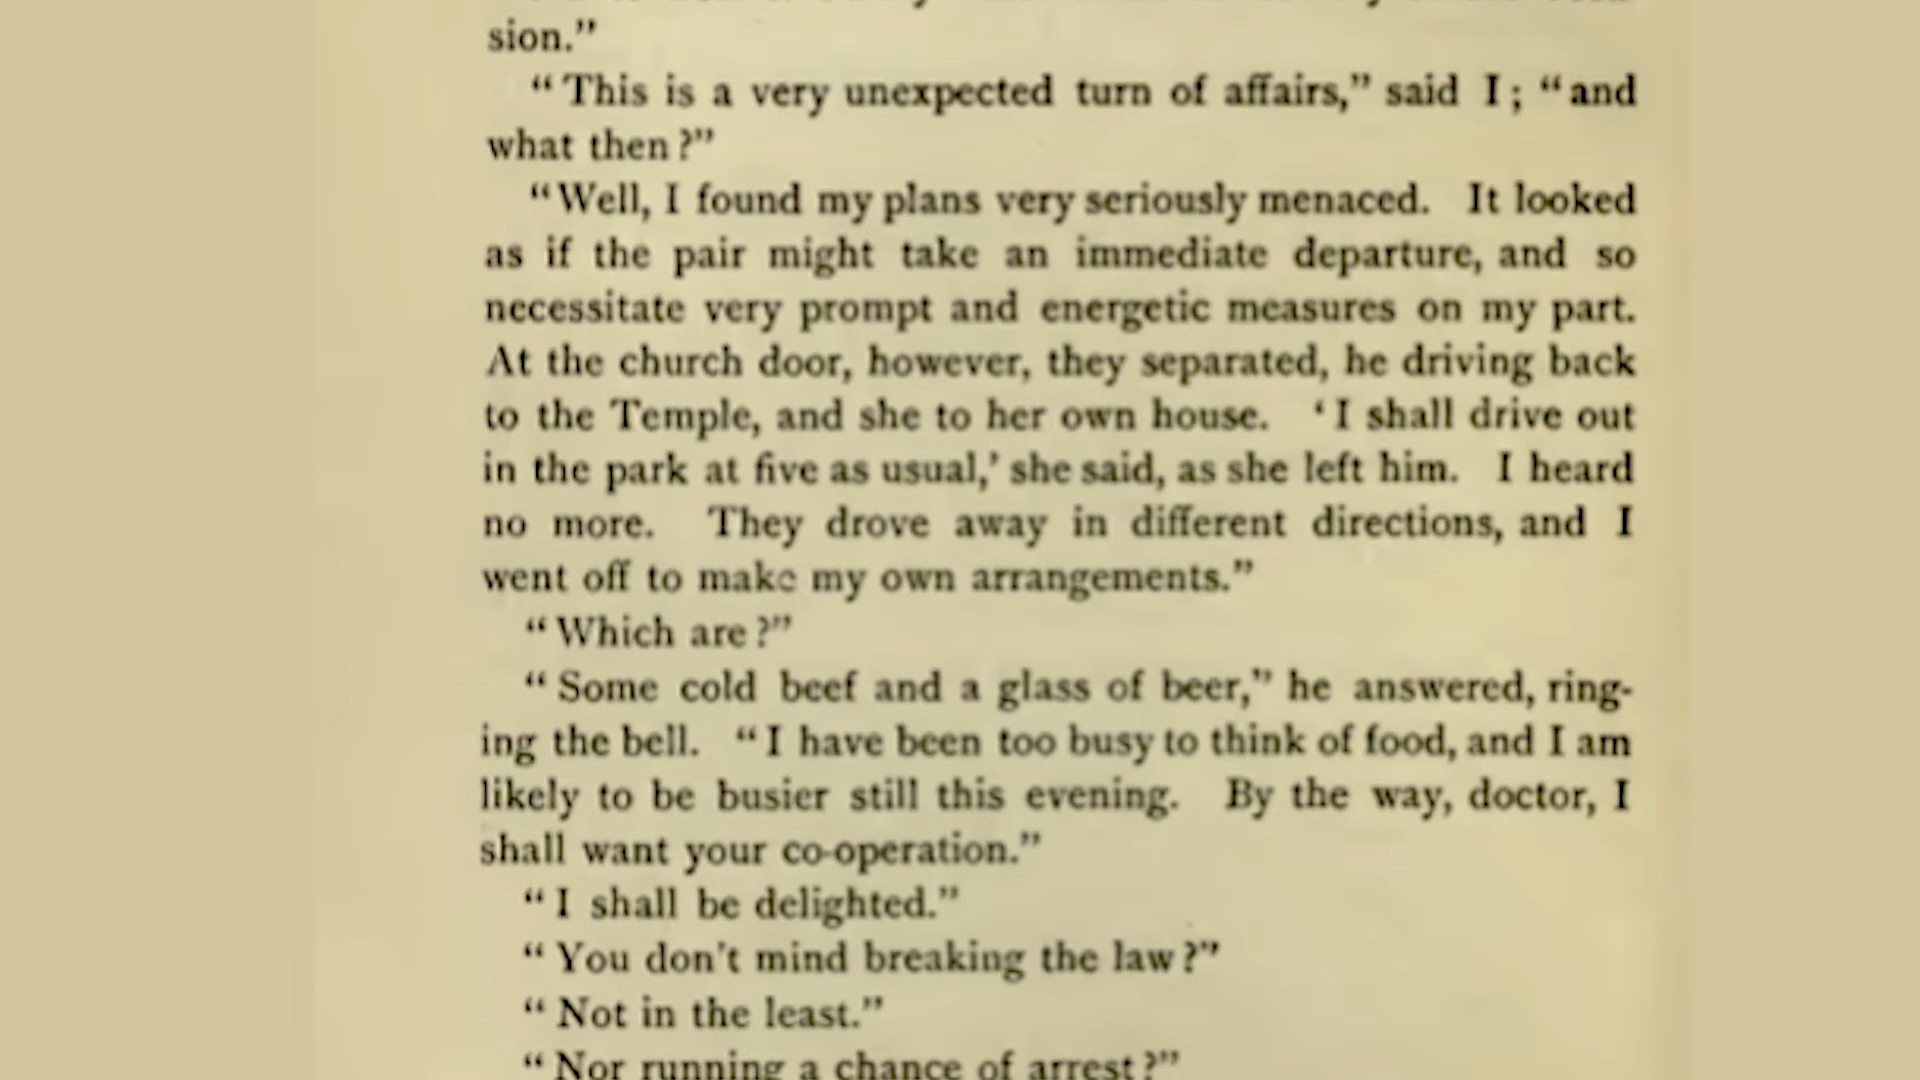 sion.”
“This is a very unexpected turn of affairs,” said I; “and
what then?”
“Well, I found my plans very seriously menaced. It looked
as if the pair might take an immediate departure, and so
necessitate very prompt and energetic measures on my part.
At the church door, however, they separated, he driving back
to the Temple, and she to her own house. ‘I shall drive out
in the park at five as usual,’ she said, as she left him. I heard
no more. They drove away in different directions, and I
went off to make my own arrangements.”
“Which are?”
“Some cold beef and a glass of beer,” he answered, ring-
ing the bell. “I have been too busy to think of food, and I am
likely to be busier still this evening. By the way, doctor, I
shall want your co-operation.”
“I shall be delighted.”
“You don’t mind breaking the law?”
“Not in the least.”
“Nor running a chance of arrest?”